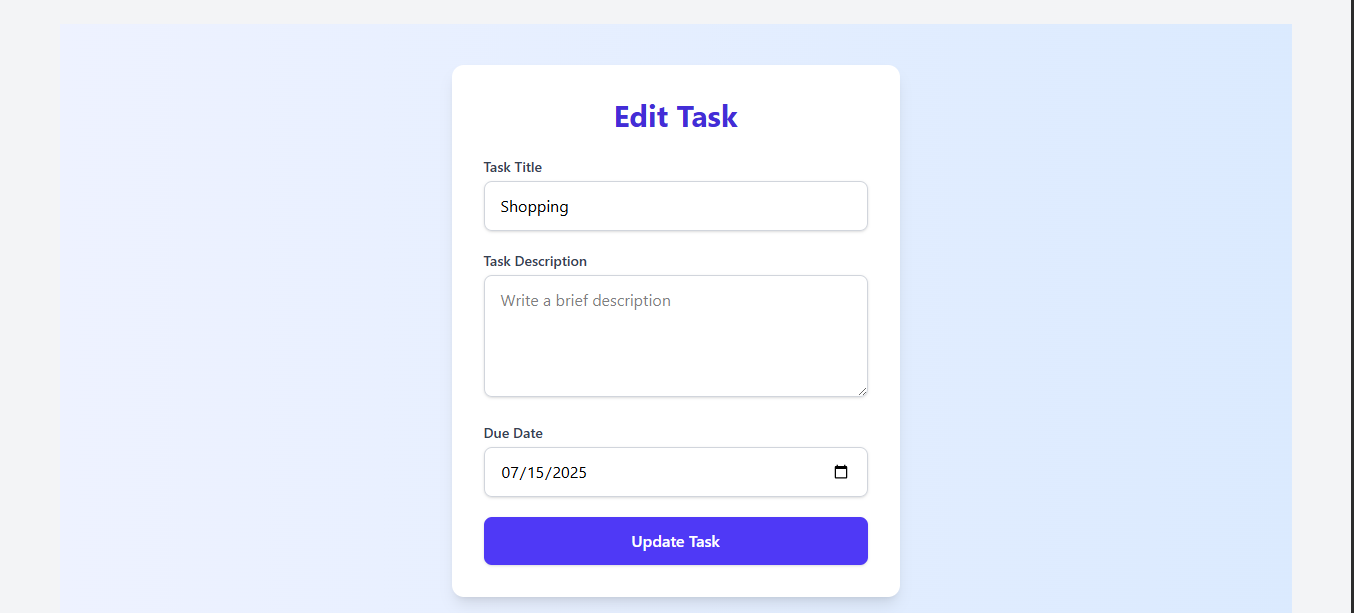 Edit Task
Task Title
Shopping
Task Description
Write a brief description
Due Date
07/15/2025
Update Task